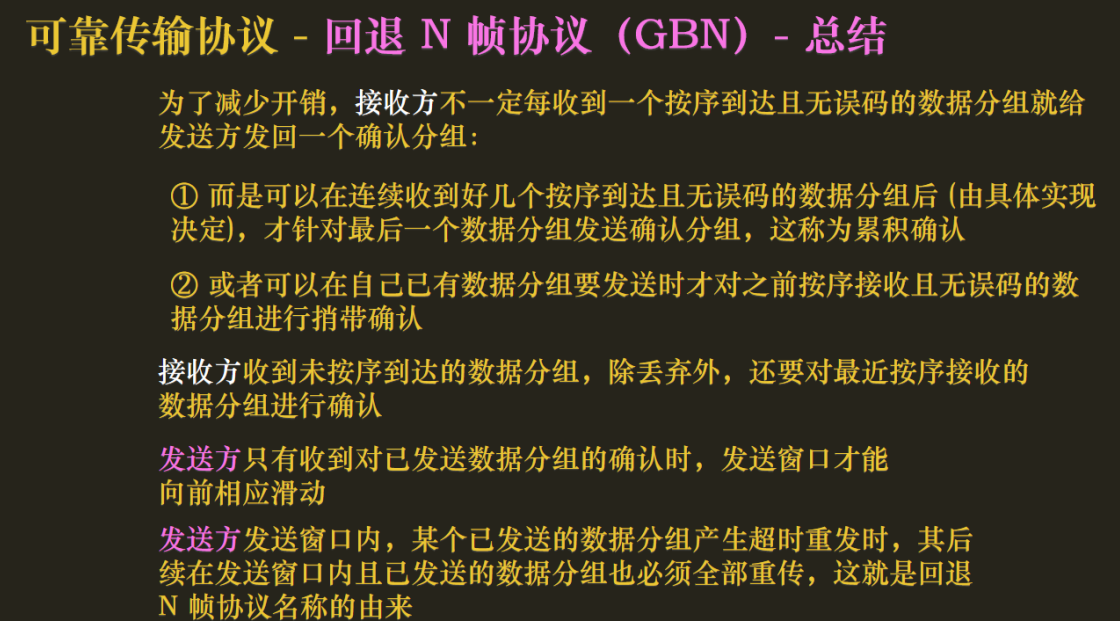 可靠传输协议 - 回退 N 帧协议（GBN）- 总结
为了减少开销，接收方不一定每收到一个按序到达且无误码的数据分组就给
发送方发回一个确认分组：
① 而是可以在连续收到好几个按序到达且无误码的数据分组后 (由具体实现
决定)，才针对最后一个数据分组发送确认分组，这称为累积确认
② 或者可以在自己已有数据分组要发送时才对之前按序接收且无误码的数
据分组进行捎带确认
接收方收到未按序到达的数据分组，除丢弃外，还要对最近按序接收的
数据分组进行确认
发送方只有收到对已发送数据分组的确认时，发送窗口才能
向前相应滑动
发送方发送窗口内，某个已发送的数据分组产生超时重发时，其后
续在发送窗口内且已发送的数据分组也必须全部重传，这就是回退
N 帧协议名称的由来